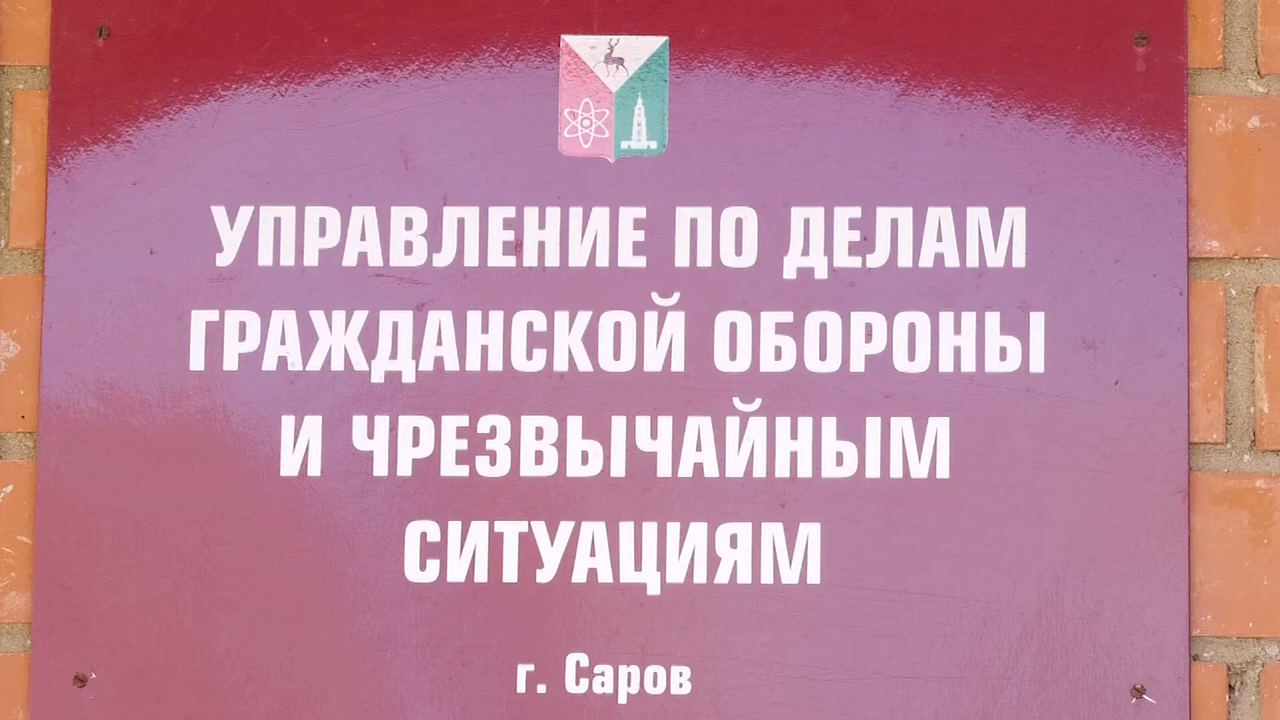 УПРАВЛЕНИЕ ПО ДЕЛАМ
ГРАЖДАНСКОЙ ОБОРОНЫ
И ЧРЕЗВЫЧАЙНЫМ
СИТУАЦИЯМ
г. Саров